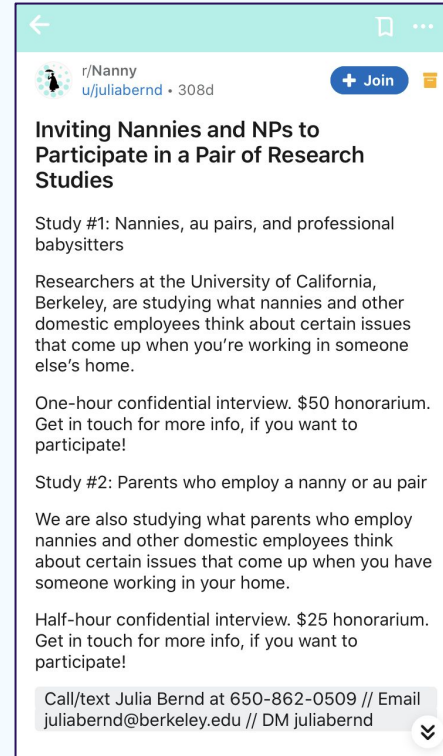 r/Nanny
u/juliabernd • 308d
+ Join
Inviting Nannies and NPs to
Participate in a Pair of Research
Studies
Study #1: Nannies, au pairs, and professional
babysitters
Researchers at the University of California,
Berkeley, are studying what nannies and other
domestic employees think about certain issues
that come up when you’re working in someone
else’s home.
One-hour confidential interview. $50 honorarium.
Get in touch for more info, if you want to
participate!
Study #2: Parents who employ a nanny or au pair
We are also studying what parents who employ
nannies and other domestic employees think
about certain issues that come up when you have
someone working in your home.
Half-hour confidential interview. $25 honorarium.
Get in touch for more info, if you want to
participate!
Call/text Julia Bernd at 650-862-0509 // Email
juliabernd@berkeley.edu // DM juliabernd